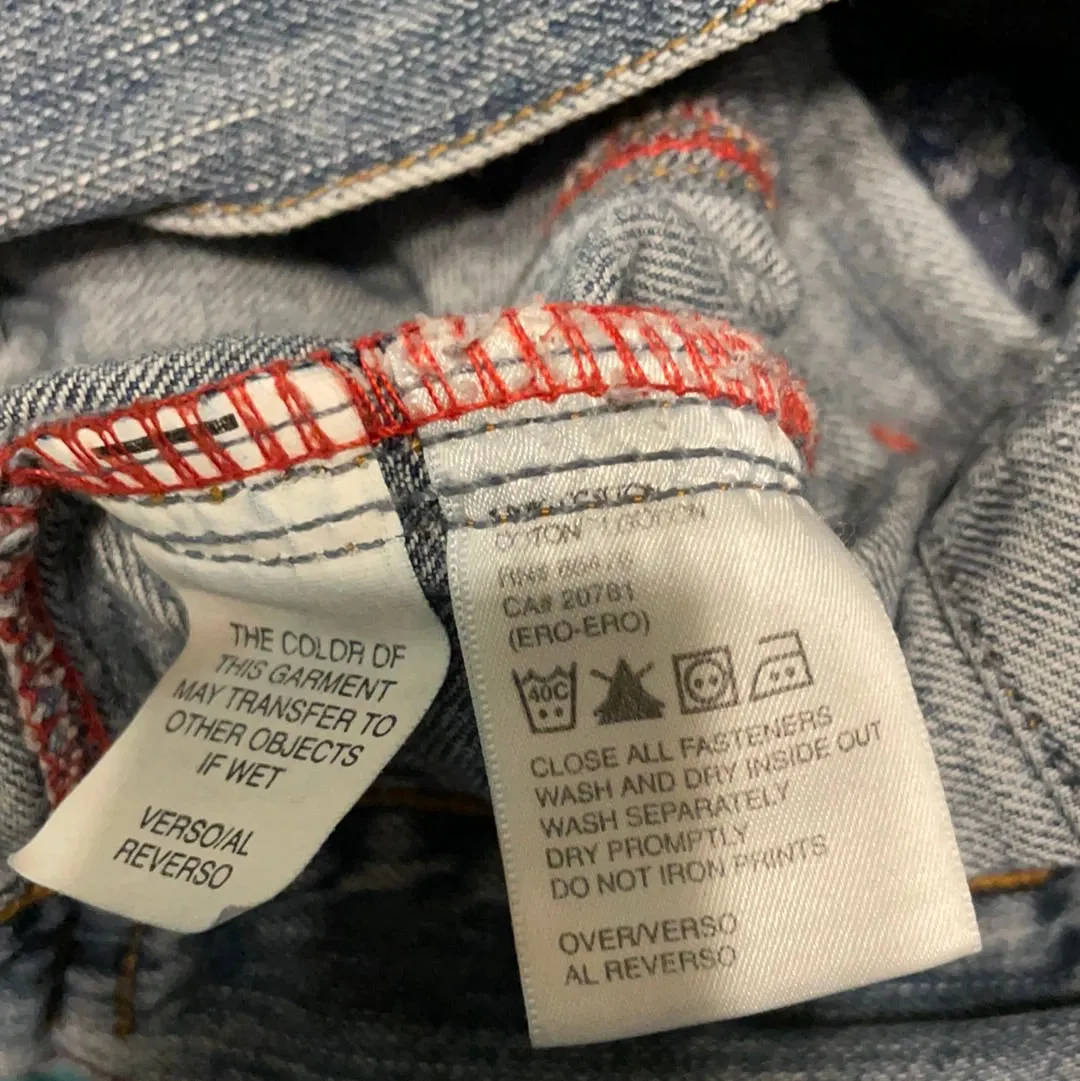 THE COLOR OF
THIS GARMENT
MAY TRANSFER TO
OTHER OBJECTS
IF WET
VERSO/AL
REVERSO
COTTON
RN#
CA# 20781
(ERO-ERO)
40C
CLOSE ALL FASTENERS
WASH AND DRY INSIDE OUT
WASH SEPARATELY
DRY PROMPTLY
DO NOT IRON PRINTS
OVER/VERSO
AL REVERSO